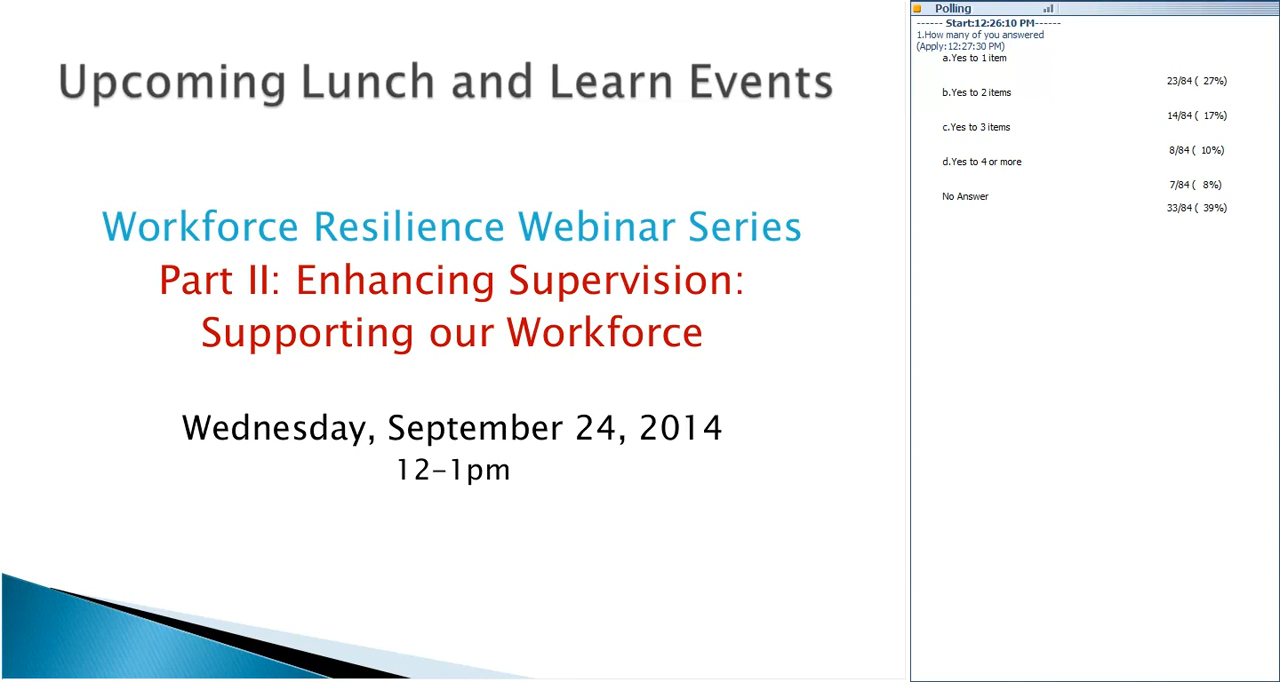 Upcoming Lunch and Learn Events
Workforce Resilience Webinar Series
Part II: Enhancing Supervision:
Supporting our Workforce
Wednesday, September 24, 2014
12-1pm
Polling
------ Start:12:26:10 PM------
1.How many of you answered
(Apply:12:27:30 PM)
a.Yes to 1 item
23/84 ( 27%)
b.Yes to 2 items
14/84 ( 17%)
c.Yes to 3 items
8/84 ( 10%)
d.Yes to 4 or more
7/84 ( 8%)
No Answer
33/84 ( 39%)